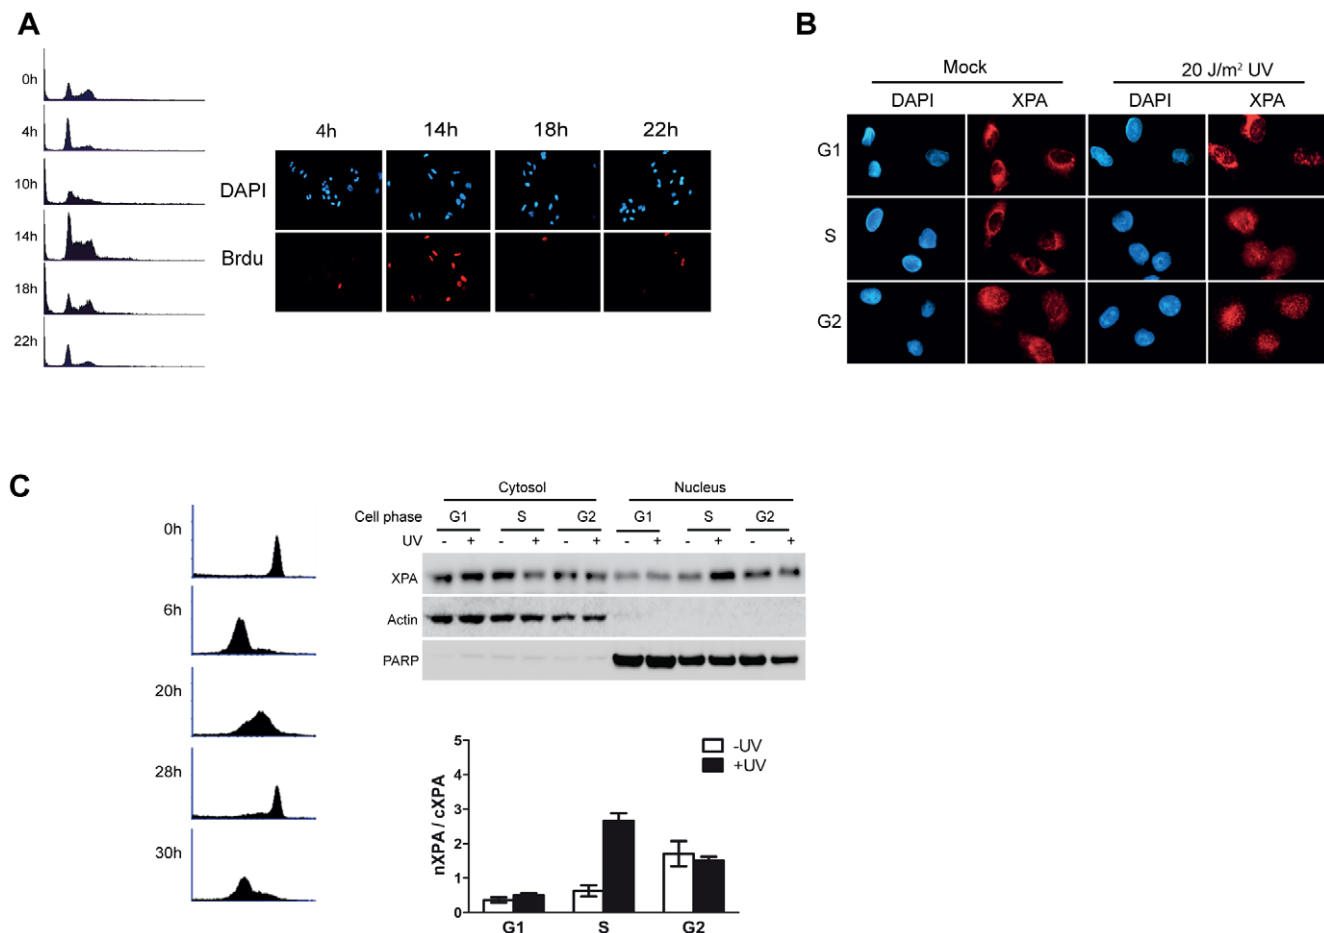 A
0h
4h
10h
14h
18h
22h
4h 14h 18h 22h
DAPI
Brdu
B
Mock 20 J/m² UV
DAPI XPA DAPI XPA
G1
S
G2
C
0h
6h
20h
28h
30h
Cytosol Nucleus
Cell phase G1 S G2 G1 S G2
UV - + - + - + - + - + - +
XPA
Actin
PARP
nXPA / cXPA
5
4
3
2
1
0
-UV
+UV
G1 S G2